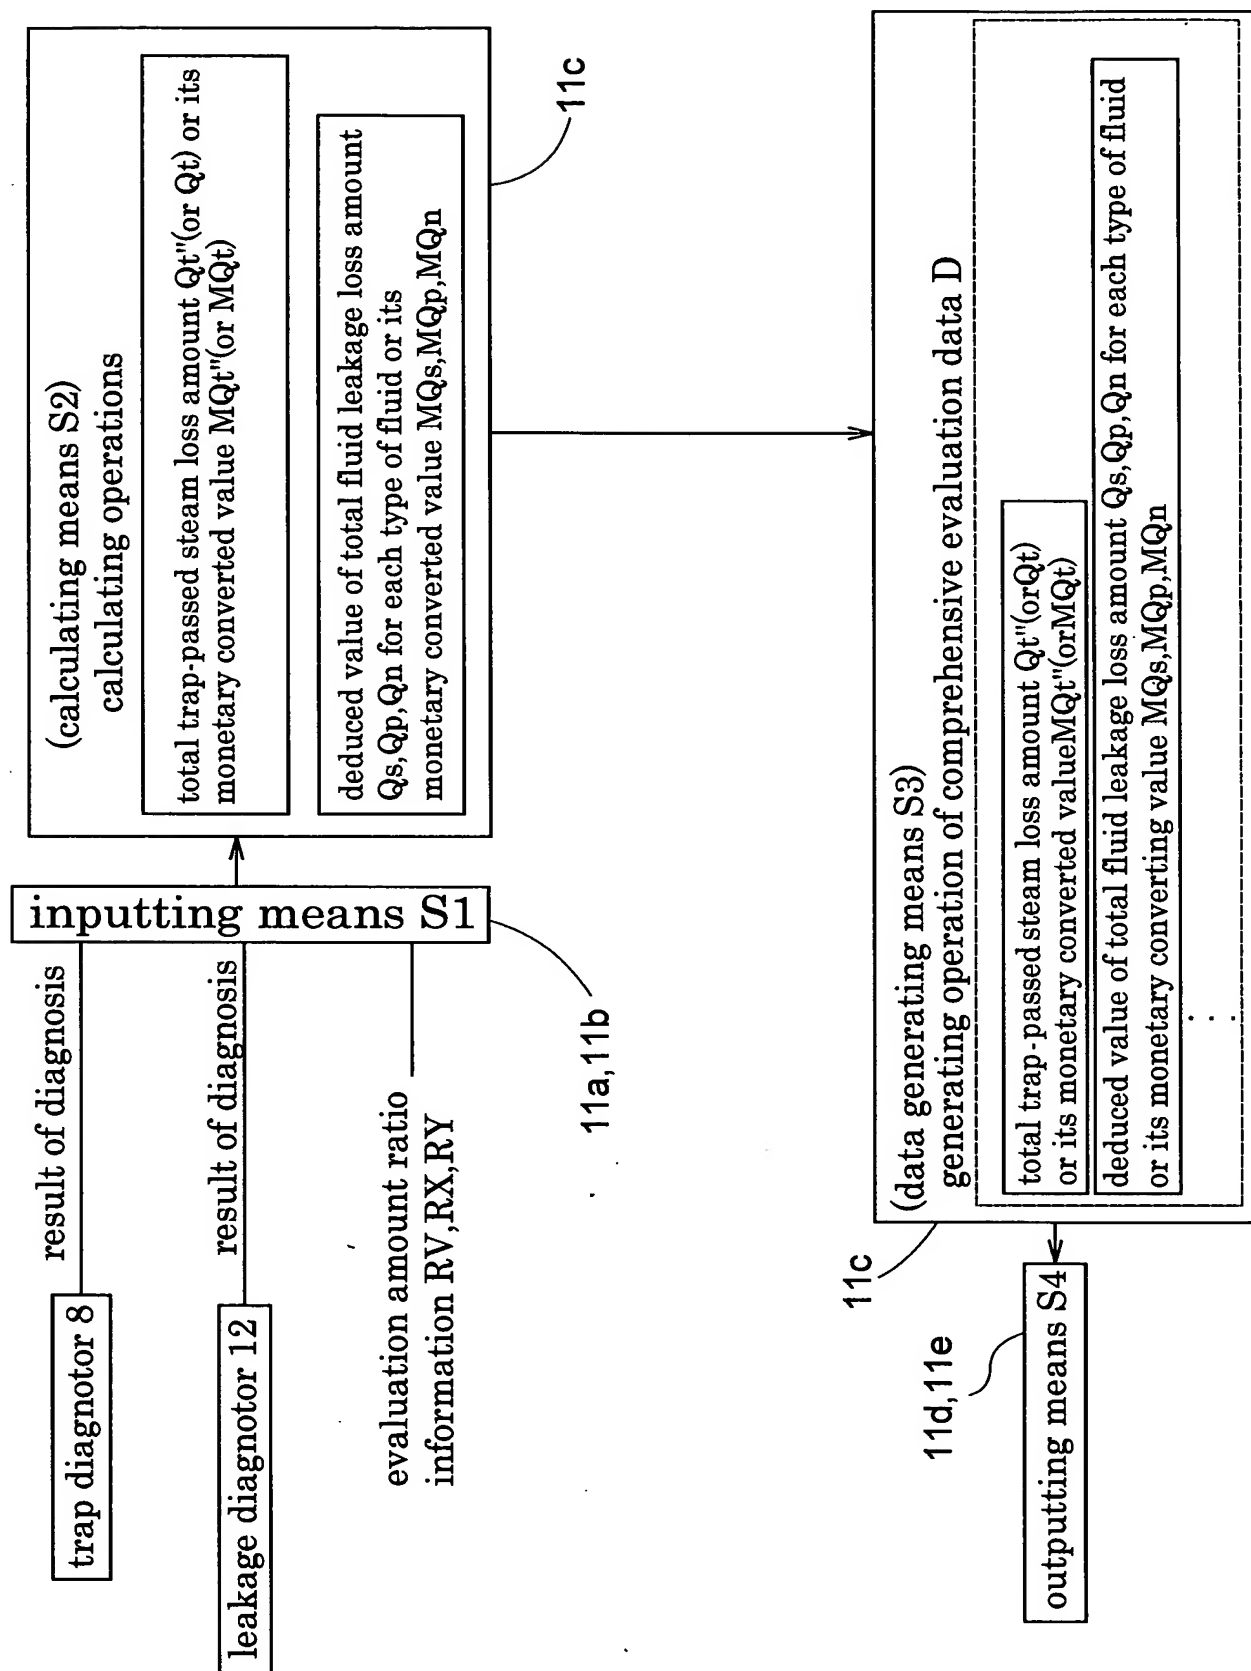 trap diagnotor 8
result of diagnosis
leakage diagnotor 12
result of diagnosis
evaluation amount ratio
information RV,RX,RY
inputting means S1
11a,11b
(calculating means S2)
calculating operations
total trap-passed steam loss amount Qt"(or Qt) or its
monetary converted value MQt"(or MQt)
deduced value of total fluid leakage loss amount
Qs,Qp,Qn for each type of fluid or its
monetary converted value MQs,MQp,MQn
11c
(data generating means S3)
generating operation of comprehensive evaluation data D
total trap-passed steam loss amount Qt"(orQt)
or its monetary converted valueMQt"(orMQt)
deduced value of total fluid leakage loss amount Qs,Qp,Qn for each type of fluid
or its monetary converting value MQs,MQp,MQn
. . .
11c
outputting means S4
11d,11e